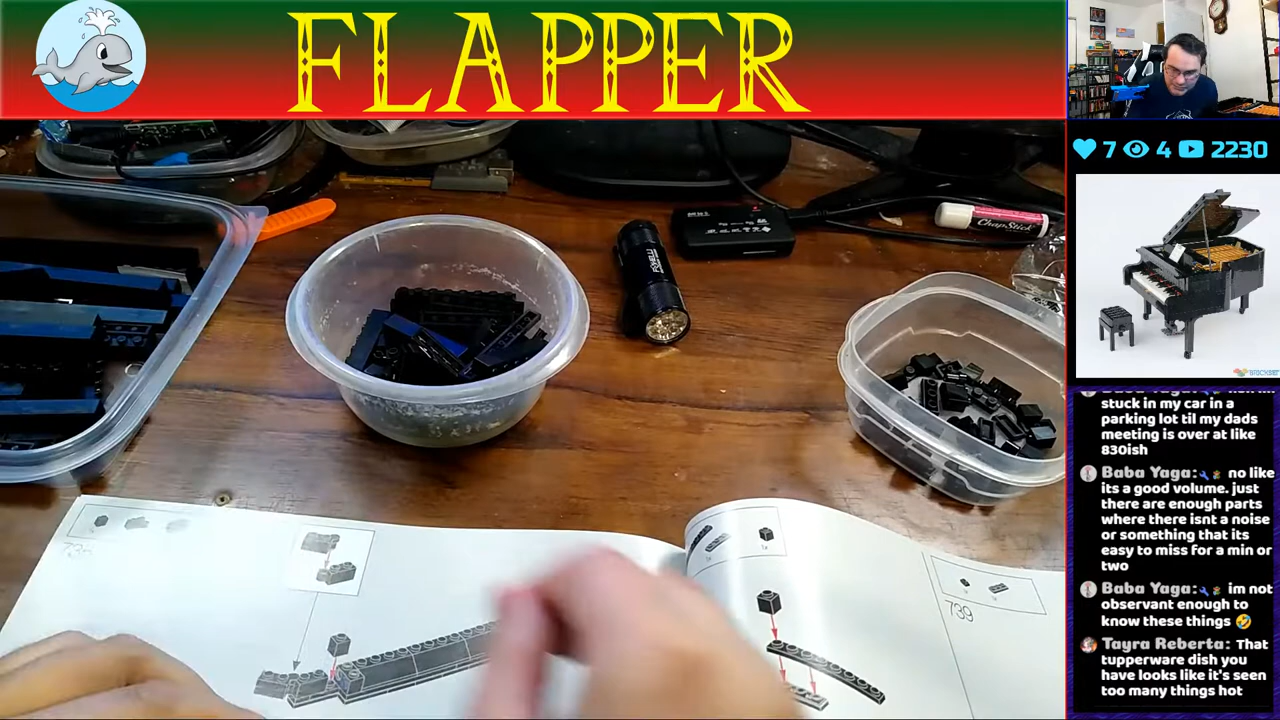 FLAPPER
7 4 2230
ChapStick
739
stuck in my car in a
parking lot til my dads
meeting is over at like
830ish
Baba Yaga: no like
its a good volume. just
there are enough parts
where there isnt a noise
or something that its
easy to miss for a min or
two
Baba Yaga: im not
observant enough to
know these things 🤣
Tayra Reberta: That
tupperware dish you
have looks like it's seen
too many things hot